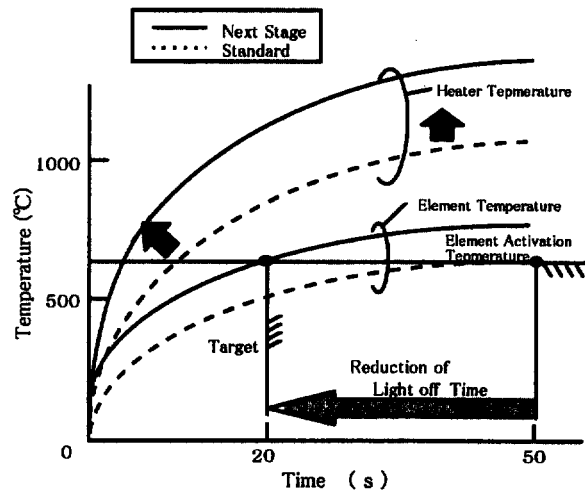 Next Stage
Standard
Heater Tepmerature
1000
Element Temperature
Element Activation
Tepmerature
Temperature (℃)
500
Target
Reduction of
Light off Time
0
20
50
Time ( s )